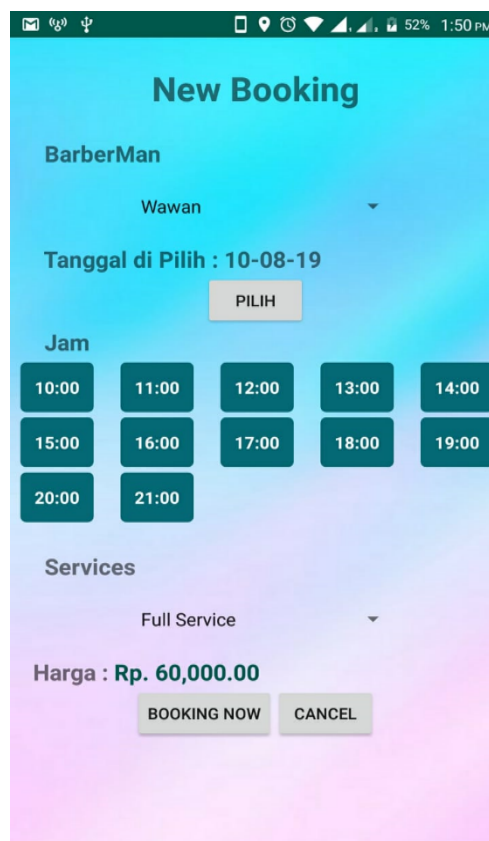 52% 1:50 PM
New Booking
BarberMan
Wawan
Tanggal di Pilih : 10-08-19
PILIH
Jam
10:00 11:00 12:00 13:00 14:00
15:00 16:00 17:00 18:00 19:00
20:00 21:00
Services
Full Service
Harga : Rp. 60,000.00
BOOKING NOW CANCEL